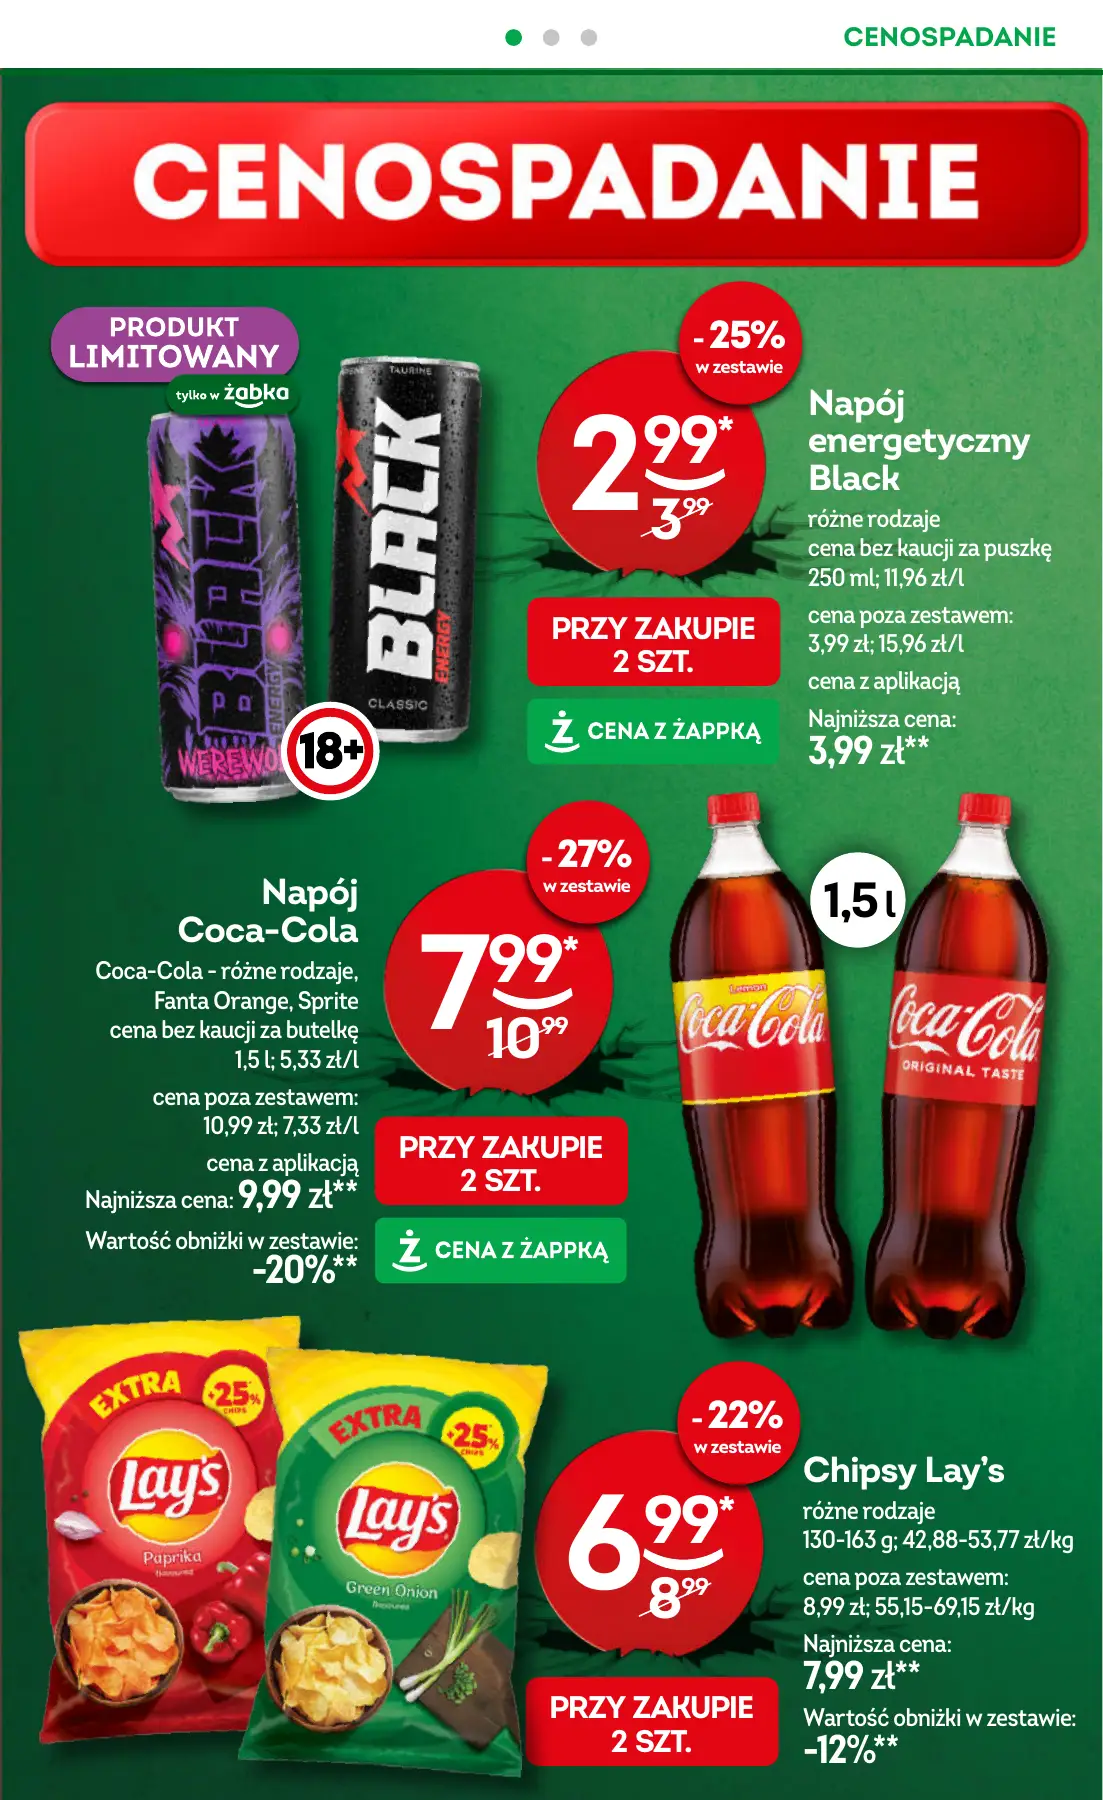 CENOSPADANIE
CENOSPADANIE
PRODUKT
LIMITOWANY
tylko w żabka
BLACK
ENERGY
WEREWO
TAURINE
BLACK
ENERGY
CLASSIC
18+
-25%
w zestawie
2 99*
3 99
PRZY ZAKUPIE
2 SZT.
Ż CENA Z ŻAPPKĄ
Napój
energetyczny
Black
różne rodzaje
cena bez kaucji za puszkę
250 ml; 11,96 zł/l
cena poza zestawem:
3,99 zł; 15,96 zł/l
cena z aplikacją
Najniższa cena:
3,99 zł**
Napój
Coca-Cola
Coca-Cola - różne rodzaje,
Fanta Orange, Sprite
cena bez kaucji za butelkę
1,5 l; 5,33 zł/l
cena poza zestawem:
10,99 zł; 7,33 zł/l
cena z aplikacją
Najniższa cena: 9,99 zł**
Wartość obniżki w zestawie:
-20%**
-27%
w zestawie
7 99*
10 99
PRZY ZAKUPIE
2 SZT.
Ż CENA Z ŻAPPKĄ
1,5 l
Lemon
Coca-Cola
Coca-Cola
ORIGINAL TASTE
EXTRA
+25%
CHIPS
Lay's
Paprika
flavoured
EXTRA
+25%
CHIPS
Lay's
Green Onion
flavoured
-22%
w zestawie
6 99*
8 99
PRZY ZAKUPIE
2 SZT.
Chipsy Lay's
różne rodzaje
130-163 g; 42,88-53,77 zł/kg
cena poza zestawem:
8,99 zł; 55,15-69,15 zł/kg
Najniższa cena:
7,99 zł**
Wartość obniżki w zestawie:
-12%**